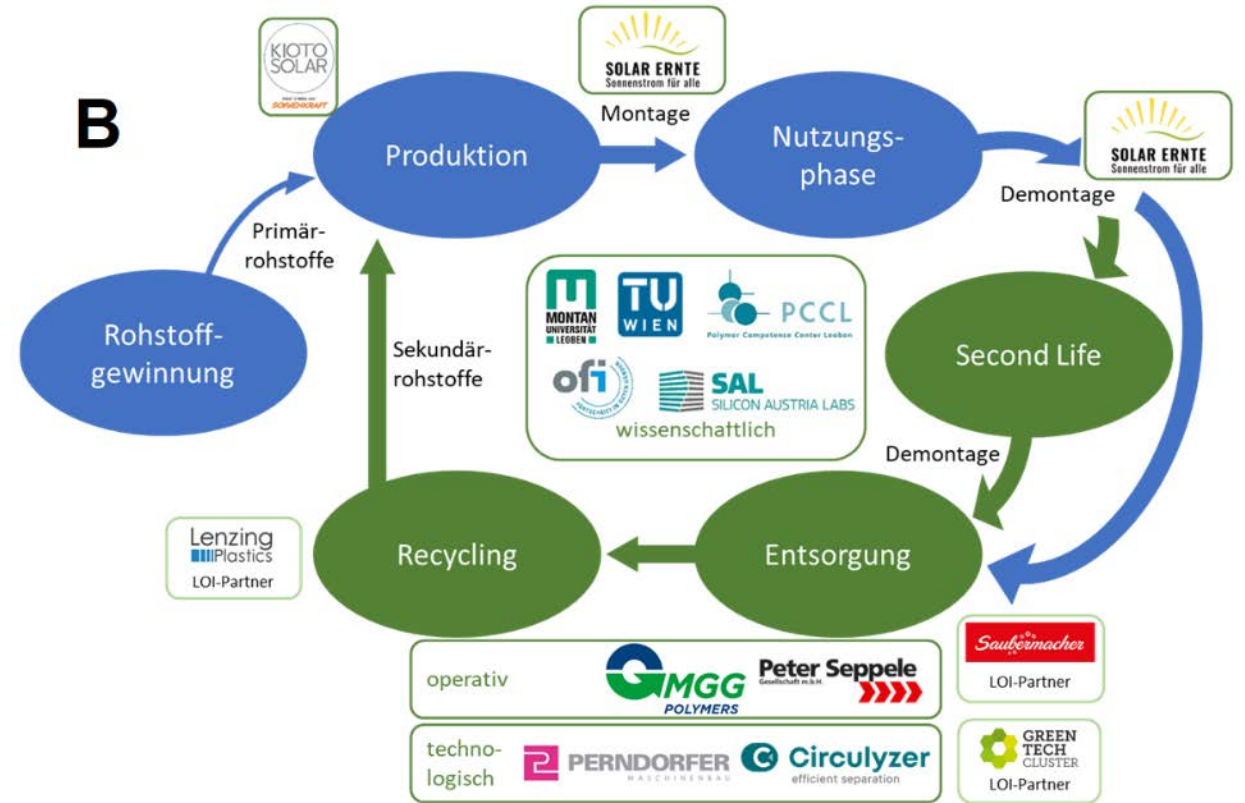 B
KIOTO
SOLAR
SONNENKRAFT
SOLAR ERNTE
Sonnenstrom für alle
Montage
Produktion
Nutzungs-
phase
SOLAR ERNTE
Sonnenstrom für alle
Demontage
Primär-
rohstoffe
Rohstoff-
gewinnung
Sekundär-
rohstoffe
MONTAN
UNIVERSITÄT
LEOBEN
TU
WIEN
PCCL
Polymer Competence Center Leoben
ofi
SAL
SILICON AUSTRIA LABS
wissenschaftlich
Second Life
Demontage
Lenzing
Plastics
LOI-Partner
Recycling
Entsorgung
operativ
MGG
POLYMERS
Peter Seppele
Gesellschaft m.b.H.
Saubermacher
LOI-Partner
techno-
logisch
PERNDORFER
MASCHINENBAU
Circulyzer
efficient separation
GREEN
TECH
CLUSTER
LOI-Partner